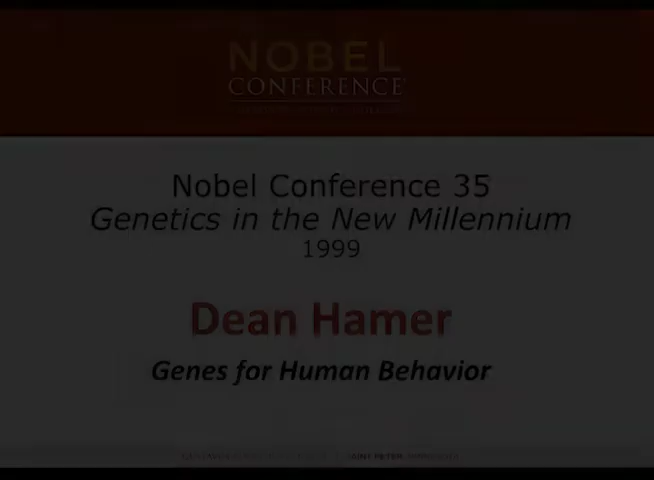 NOBEL
CONFERENCE
Nobel Conference 35
Genetics in the New Millennium
1999
Dean Hamer
Genes for Human Behavior